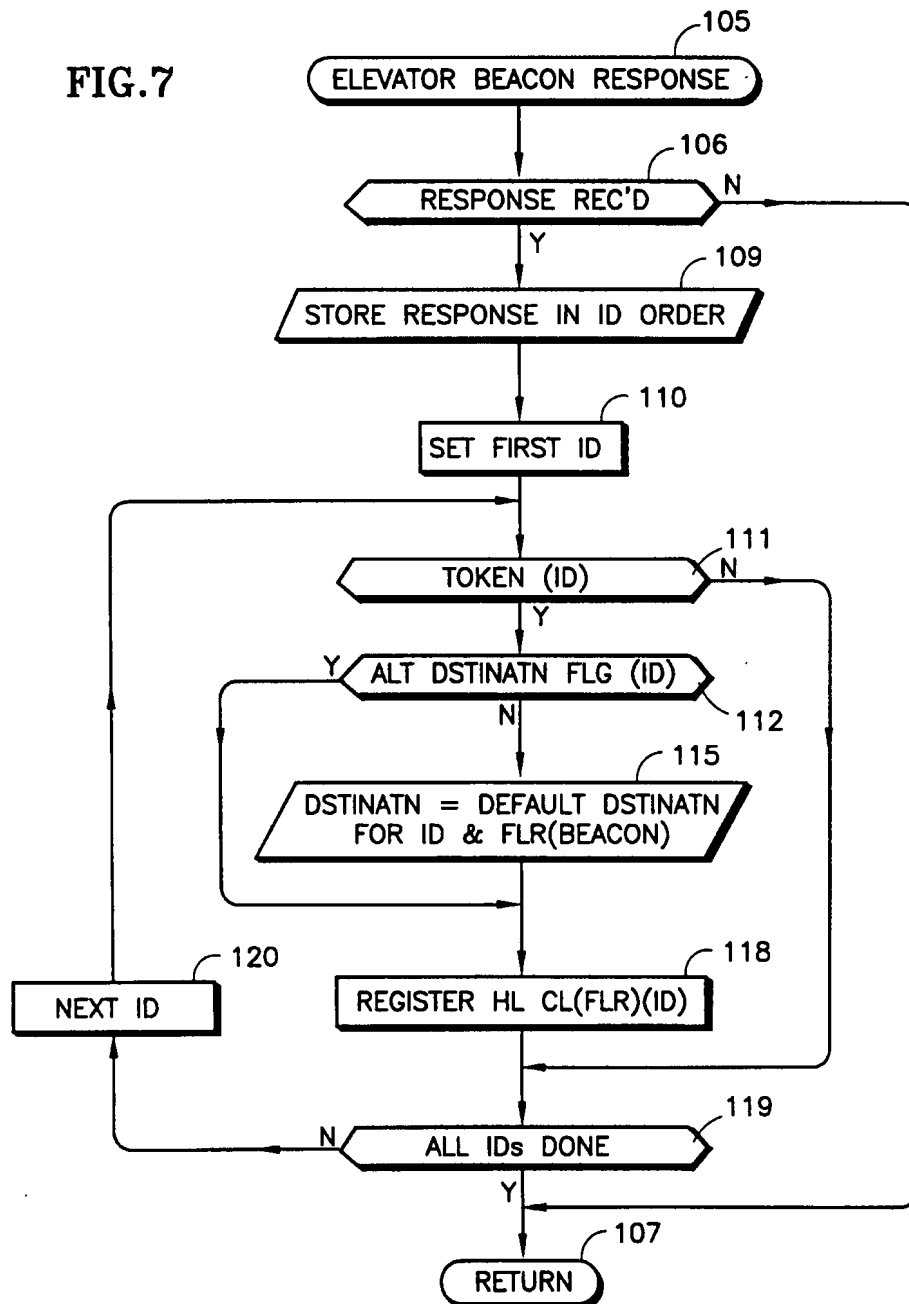 FIG.7
105
ELEVATOR BEACON RESPONSE
106
RESPONSE REC'D
N
Y
109
STORE RESPONSE IN ID ORDER
110
SET FIRST ID
111
TOKEN (ID)
N
Y
Y
ALT DSTINATN FLG (ID)
112
N
115
DSTINATN = DEFAULT DSTINATN
FOR ID & FLR(BEACON)
120
118
NEXT ID
REGISTER HL CL(FLR)(ID)
119
N
ALL IDs DONE
Y
107
RETURN